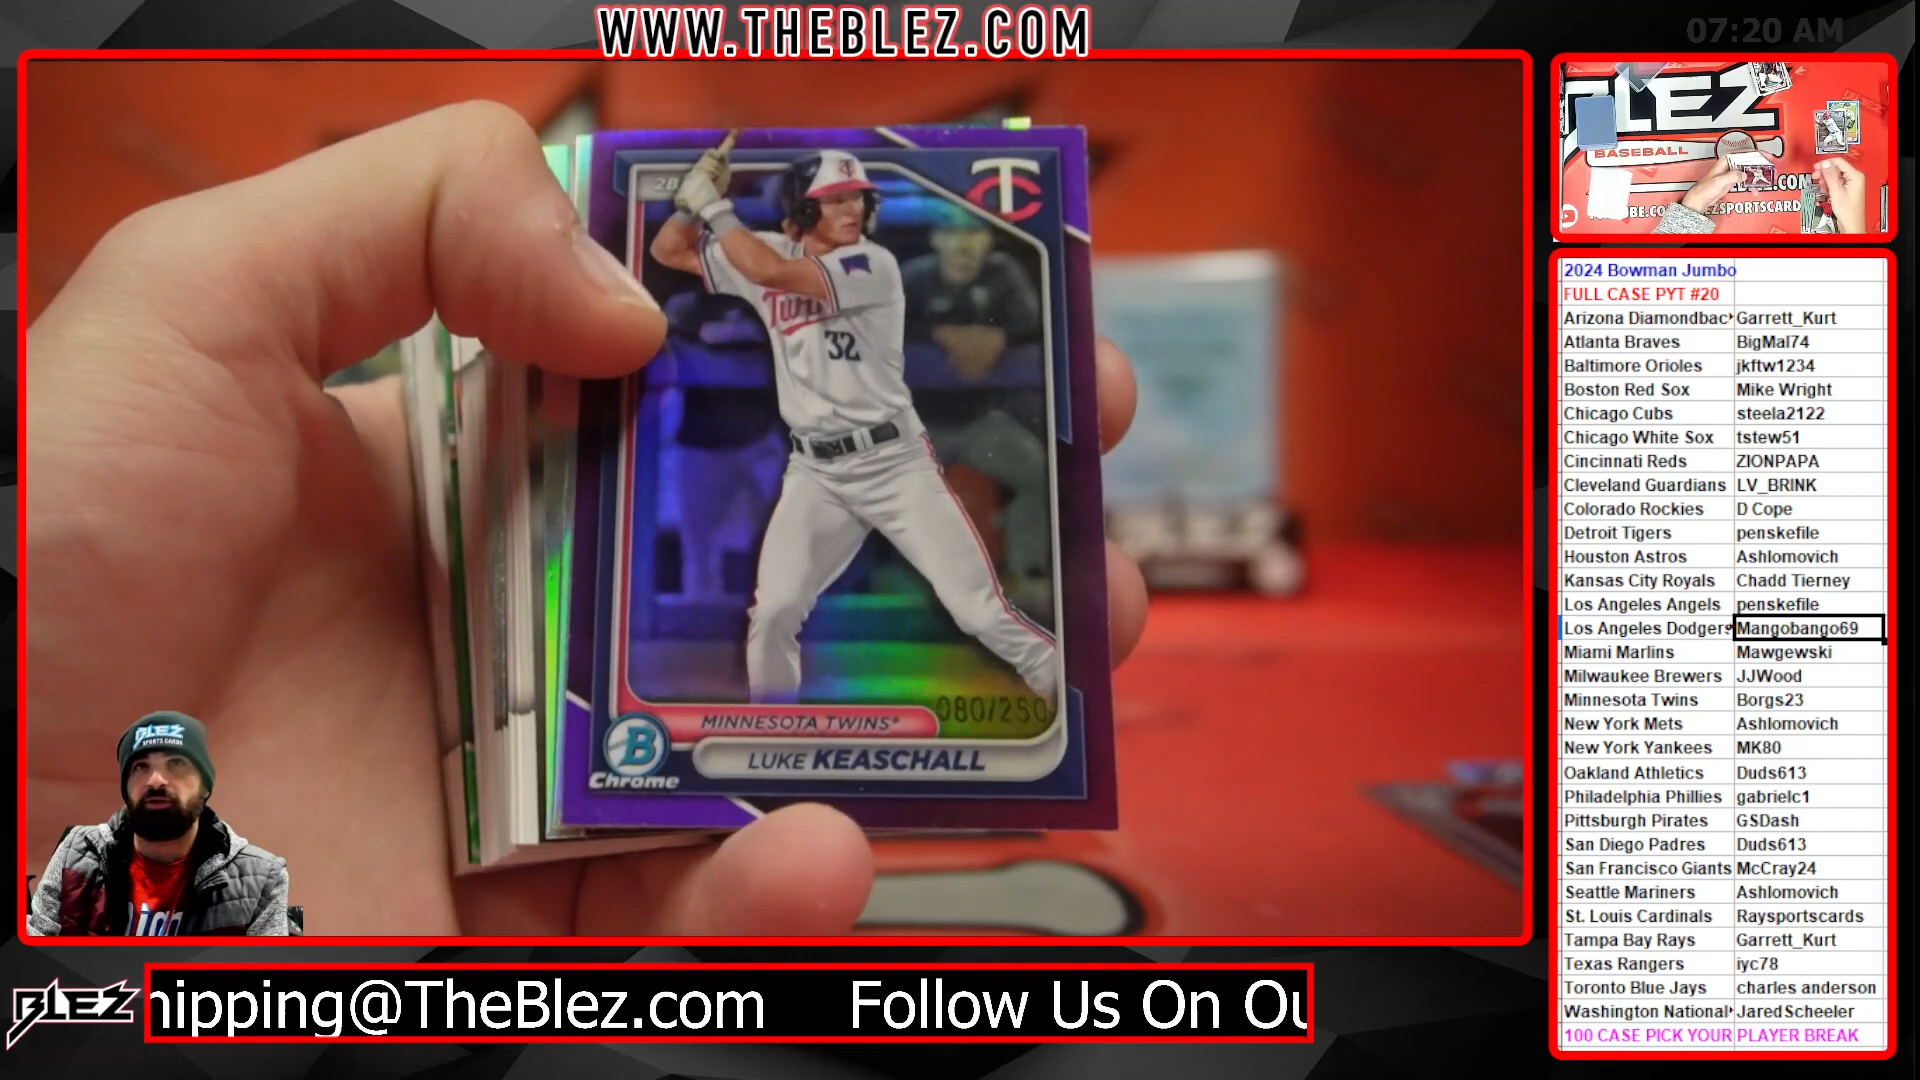 WWW.THEBLEZ.COM
07:20 AM
2B
TC
Twins
32
080/250
MINNESOTA TWINS
LUKE KEASCHALL
B
Chrome
BLEZ
SPORTS CARDS
BLEZ
BASEBALL
2024 Bowman Jumbo
FULL CASE PYT #20
Arizona Diamondbac Garrett_Kurt
Atlanta Braves BigMal74
Baltimore Orioles jkftw1234
Boston Red Sox Mike Wright
Chicago Cubs steela2122
Chicago White Sox tstew51
Cincinnati Reds ZIONPAPA
Cleveland Guardians LV_BRINK
Colorado Rockies D Cope
Detroit Tigers penskefile
Houston Astros Ashlomovich
Kansas City Royals Chadd Tierney
Los Angeles Angels penskefile
Los Angeles Dodgers Mangobango69
Miami Marlins Mawgewski
Milwaukee Brewers JJWood
Minnesota Twins Borgs23
New York Mets Ashlomovich
New York Yankees MK80
Oakland Athletics Duds613
Philadelphia Phillies gabrielc1
Pittsburgh Pirates GSDash
San Diego Padres Duds613
San Francisco Giants McCray24
Seattle Mariners Ashlomovich
St. Louis Cardinals Raysportscards
Tampa Bay Rays Garrett_Kurt
Texas Rangers iyc78
Toronto Blue Jays charles anderson
Washington National JaredScheeler
100 CASE PICK YOUR PLAYER BREAK
BLEZ
hipping@TheBlez.com Follow Us On Ou